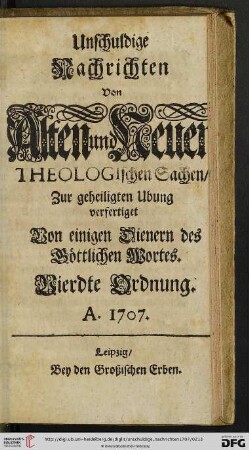 Unschuldige
Nachrichten
Von
Alten und Neuen
THEOLOGischen Sachen/
Zur geheiligten Ubung
verfertiget
Von einigen Dienern des
Göttlichen Wortes.
Vierdte Ordnung.
A. 1707.
Leipzig/
Bey den Großischen Erben.
DFG